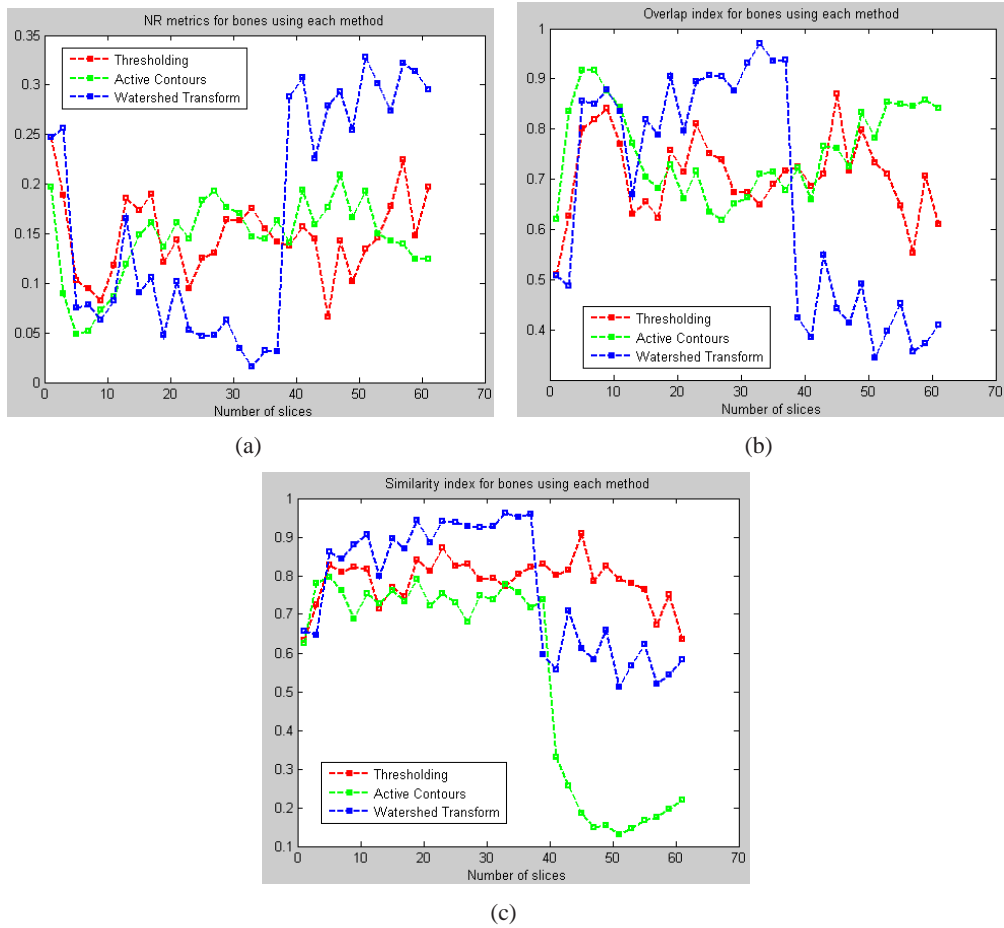 NR metrics for bones using each method
0.35
0.3
0.25
0.2
0.15
0.1
0.05
0
Thresholding
Active Contours
Watershed Transform
0 10 20 30 40 50 60 70
Number of slices
(a)
Overlap index for bones using each method
1
0.9
0.8
0.7
0.6
0.5
0.4
Thresholding
Active Contours
Watershed Transform
0 10 20 30 40 50 60 70
Number of slices
(b)
Similarity index for bones using each method
1
0.9
0.8
0.7
0.6
0.5
0.4
0.3
0.2
0.1
Thresholding
Active Contours
Watershed Transform
0 10 20 30 40 50 60 70
Number of slices
(c)